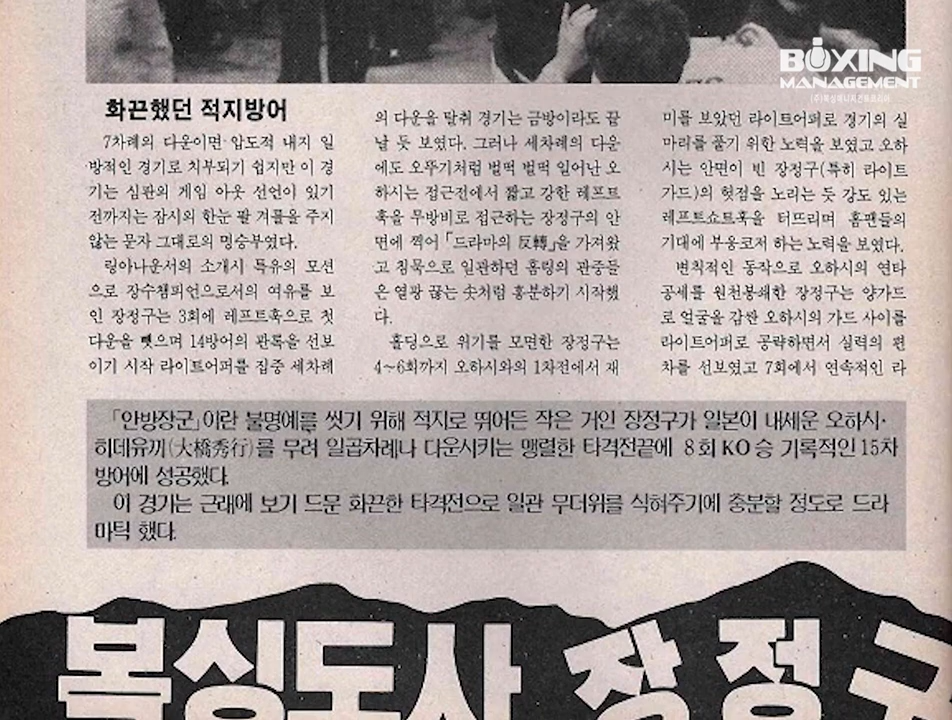 BOXING
MANAGEMENT
화끈했던 적지방어
7차례의 다운이면 압도적 내지 일
방적인 경기로 치부되기 쉽지만 이 경
기는 심판의 게임 아웃 선언이 있기
전까지는 잠시의 한눈 팔 겨를을 주지
않는 문자 그대로의 명승부였다.
링아나운서의 소개시 특유의 모션
으로 장수챔피언으로서의 여유를 보
인 장정구는 3회에 레프트훅으로 첫
다운을 뺏으며 14방어의 관록을 선보
이기 시작 라이트어퍼를 집중 세차례
의 다운을 탈취 경기는 금방이라도 끝
날 듯 보였다. 그러나 세차례의 다운
에도 오뚜기처럼 벌떡 벌떡 일어난 오
하시는 접근전에서 짧고 강한 레프트
훅을 무방비로 접근하는 장정구의 안
면에 찍어 「드라마의 反轉」을 가져왔
고 침묵으로 일관하던 홈링의 관중들
은 열광 끓는 솟처럼 흥분하기 시작했
다.
홀딩으로 위기를 모면한 장정구는
4~6회까지 오하시와의 1차전에서 재
미를 보았던 라이트어퍼로 경기의 실
마리를 풀기 위한 노력을 보였고 오하
시는 안면이 빈 장정구(특히 라이트
가드)의 헛점을 노리는 듯 강도 있는
레프트쇼트훅을 터뜨리며 홈팬들의
기대에 부응코저 하는 노력을 보였다.
변칙적인 동작으로 오하시의 연타
공세를 원천봉쇄한 장정구는 양가드
로 얼굴을 감싼 오하시의 가드 사이를
라이트어퍼로 공략하면서 실력의 편
차를 선보였고 7회에서 연속적인 라
「안방장군」이란 불명예를 씻기 위해 적지로 뛰어든 작은 거인 장정구가 일본이 내세운 오하시·
히데유끼(大橋秀行)를 무려 일곱차례나 다운시키는 맹렬한 타격전끝에 8회 KO승 기록적인 15차
방어에 성공했다.
이 경기는 근래에 보기 드문 화끈한 타격전으로 일관 무더위를 식혀주기에 충분할 정도로 드라
마틱 했다.
복싱도사 장정구